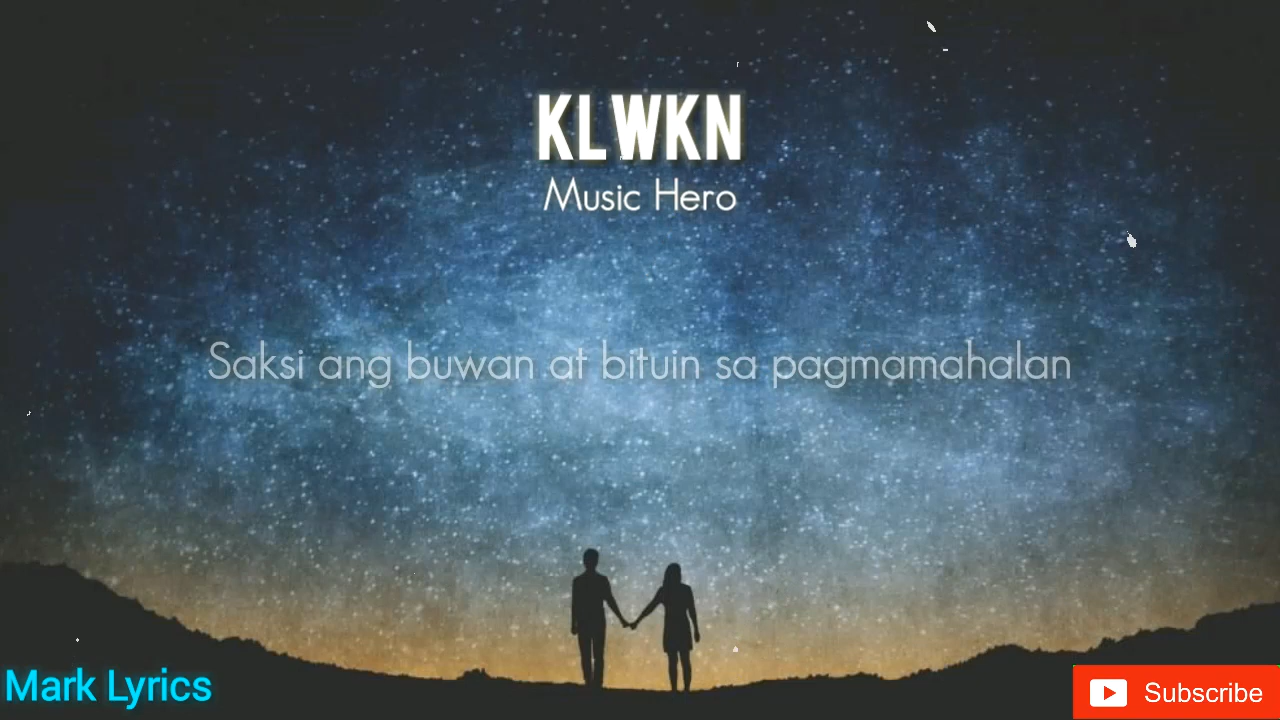 KLWKN
Music Hero
Saksi ang buwan at bituin sa pagmamahalan
Mark Lyrics
Subscribe